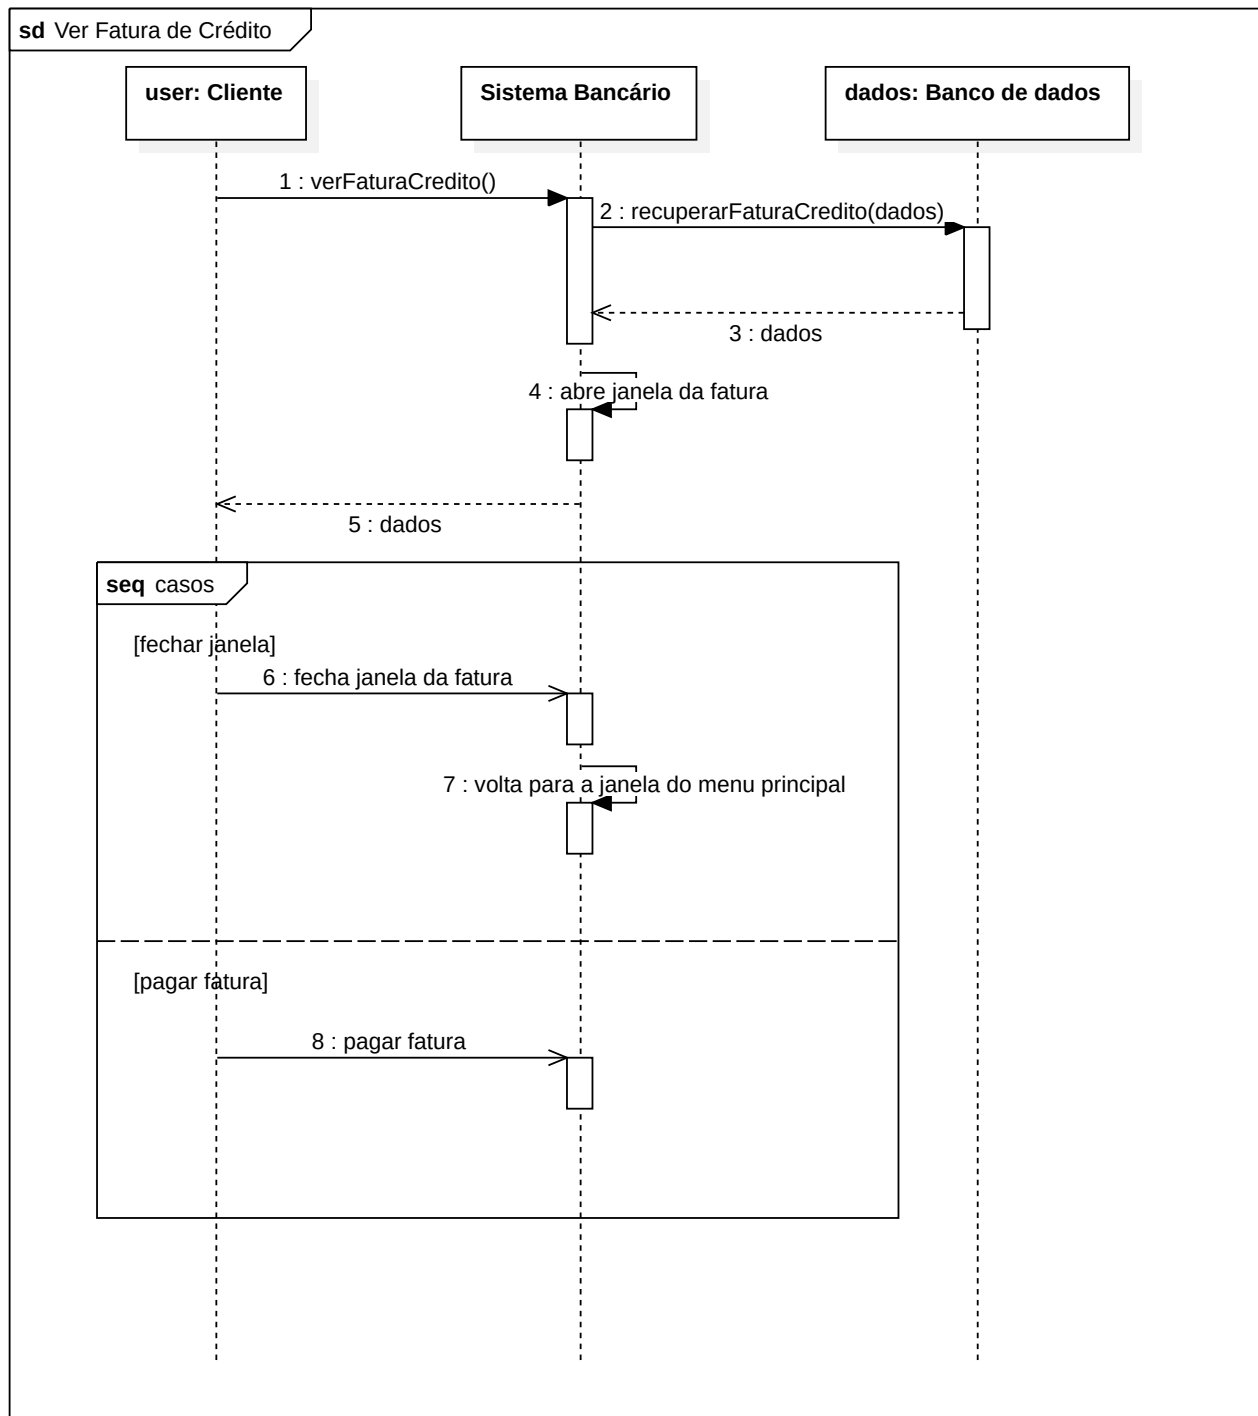 sd Ver Fatura de Crédito
user: Cliente
Sistema Bancário
dados: Banco de dados
1 : verFaturaCredito()
2 : recuperarFaturaCredito(dados)
3 : dados
4 : abre janela da fatura
5 : dados
seq casos
[fechar janela]
6 : fecha janela da fatura
7 : volta para a janela do menu principal
[pagar fatura]
8 : pagar fatura